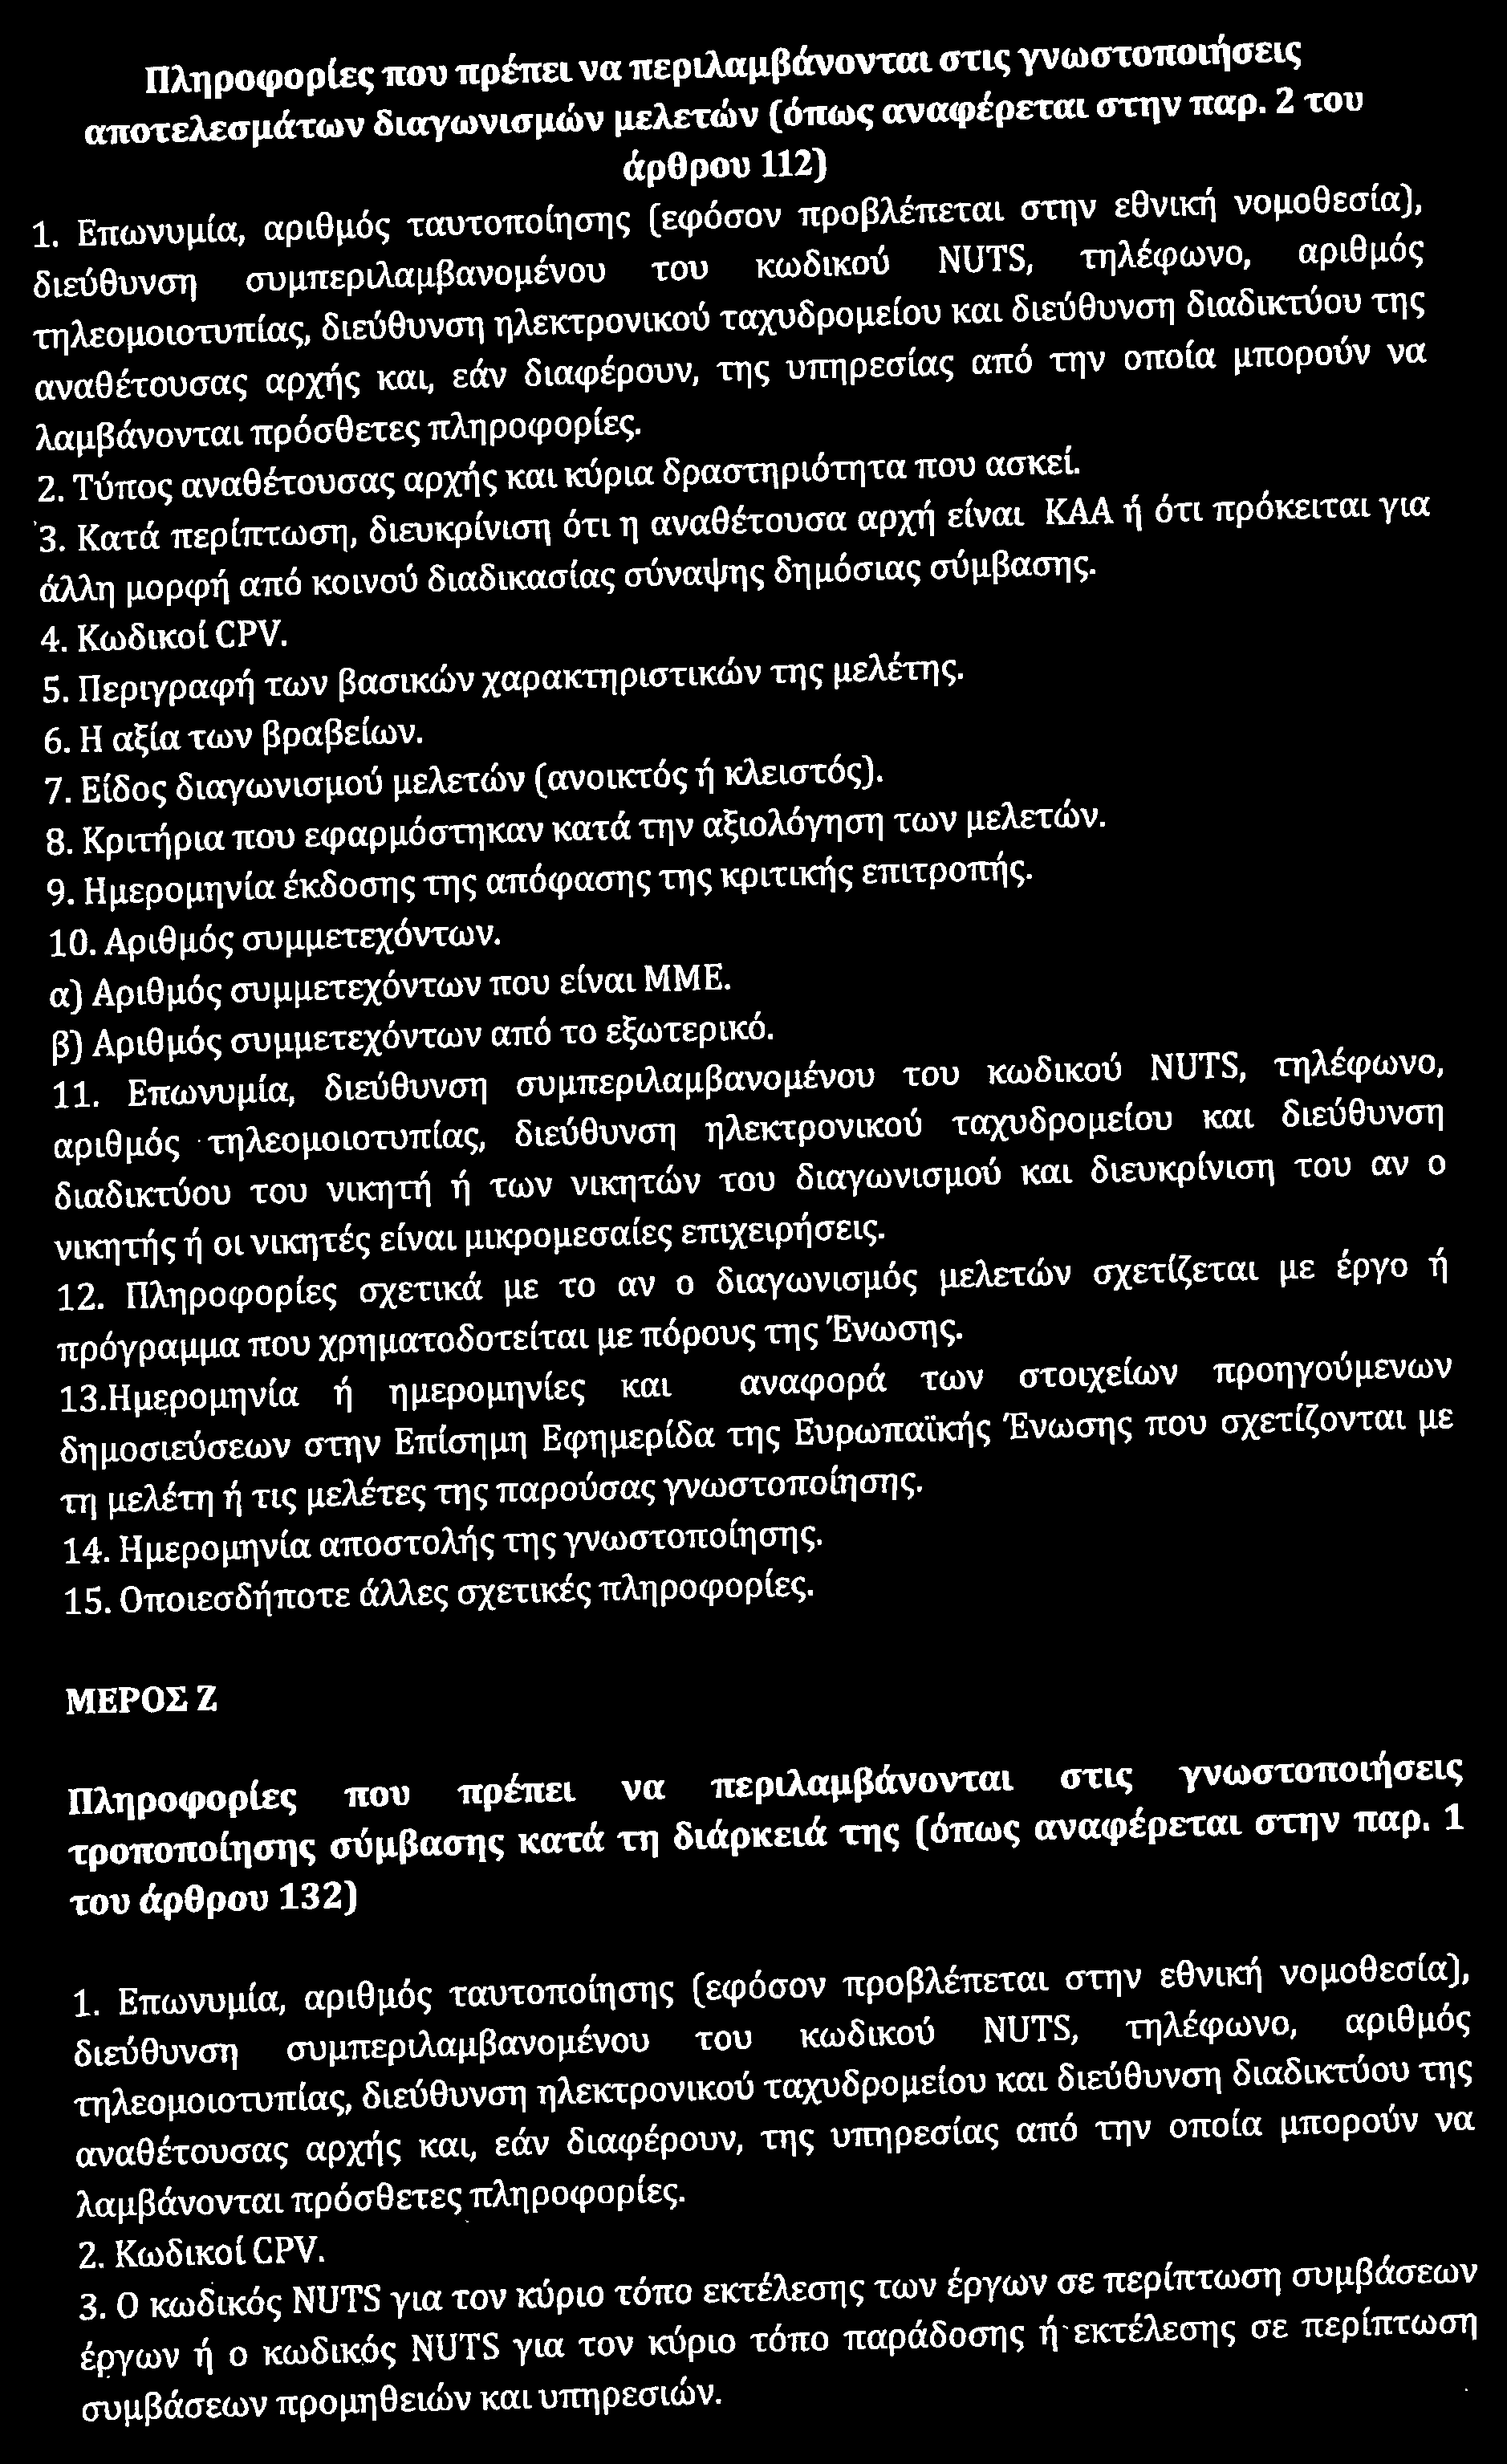 Πληροφορίες που πρέπει να περιλαμβάνονται στις γνωστοποιήσεις
αποτελεσμάτων διαγωνισμών μελετών (όπως αναφέρεται στην παρ. 2 του
άρθρου 112)
1. Επωνυμία, αριθμός ταυτοποίησης (εφόσον προβλέπεται στην εθνική νομοθεσία),
διεύθυνση συμπεριλαμβανομένου του κωδικού NUTS, τηλέφωνο, αριθμός
τηλεομοιοτυπίας, διεύθυνση ηλεκτρονικού ταχυδρομείου και διεύθυνση διαδικτύου της
αναθέτουσας αρχής και, εάν διαφέρουν, της υπηρεσίας από την οποία μπορούν να
λαμβάνονται πρόσθετες πληροφορίες.
2. Τύπος αναθέτουσας αρχής και κύρια δραστηριότητα που ασκεί.
3. Κατά περίπτωση, διευκρίνιση ότι η αναθέτουσα αρχή είναι ΚΑΑ ή ότι πρόκειται για
άλλη μορφή από κοινού διαδικασίας σύναψης δημόσιας σύμβασης.
4. Κωδικοί CPV.
5. Περιγραφή των βασικών χαρακτηριστικών της μελέτης.
6. Η αξία των βραβείων.
7. Είδος διαγωνισμού μελετών (ανοικτός ή κλειστός).
8. Κριτήρια που εφαρμόστηκαν κατά την αξιολόγηση των μελετών.
9. Ημερομηνία έκδοσης της απόφασης της κριτικής επιτροπής.
10. Αριθμός συμμετεχόντων.
α) Αριθμός συμμετεχόντων που είναι ΜΜΕ.
β) Αριθμός συμμετεχόντων από το εξωτερικό.
11. Επωνυμία, διεύθυνση συμπεριλαμβανομένου του κωδικού NUTS, τηλέφωνο,
αριθμός τηλεομοιοτυπίας, διεύθυνση ηλεκτρονικού ταχυδρομείου και διεύθυνση
διαδικτύου του νικητή ή των νικητών του διαγωνισμού και διευκρίνιση του αν ο
νικητής ή οι νικητές είναι μικρομεσαίες επιχειρήσεις.
12. Πληροφορίες σχετικά με το αν ο διαγωνισμός μελετών σχετίζεται με έργο ή
πρόγραμμα που χρηματοδοτείται με πόρους της Ένωσης.
13.Ημερομηνία ή ημερομηνίες και αναφορά των στοιχείων προηγούμενων
δημοσιεύσεων στην Επίσημη Εφημερίδα της Ευρωπαϊκής Ένωσης που σχετίζονται με
τη μελέτη ή τις μελέτες της παρούσας γνωστοποίησης.
14. Ημερομηνία αποστολής της γνωστοποίησης.
15. Οποιεσδήποτε άλλες σχετικές πληροφορίες.
ΜΕΡΟΣ Ζ
Πληροφορίες που πρέπει να περιλαμβάνονται στις γνωστοποιήσεις
τροποποίησης σύμβασης κατά τη διάρκειά της (όπως αναφέρεται στην παρ. 1
του άρθρου 132)
1. Επωνυμία, αριθμός ταυτοποίησης (εφόσον προβλέπεται στην εθνική νομοθεσία),
διεύθυνση συμπεριλαμβανομένου του κωδικού NUTS, τηλέφωνο, αριθμός
τηλεομοιοτυπίας, διεύθυνση ηλεκτρονικού ταχυδρομείου και διεύθυνση διαδικτύου της
αναθέτουσας αρχής και, εάν διαφέρουν, της υπηρεσίας από την οποία μπορούν να
λαμβάνονται πρόσθετες πληροφορίες.
2. Κωδικοί CPV.
3. Ο κωδικός NUTS για τον κύριο τόπο εκτέλεσης των έργων σε περίπτωση συμβάσεων
έργων ή ο κωδικός NUTS για τον κύριο τόπο παράδοσης ή εκτέλεσης σε περίπτωση
συμβάσεων προμηθειών και υπηρεσιών.